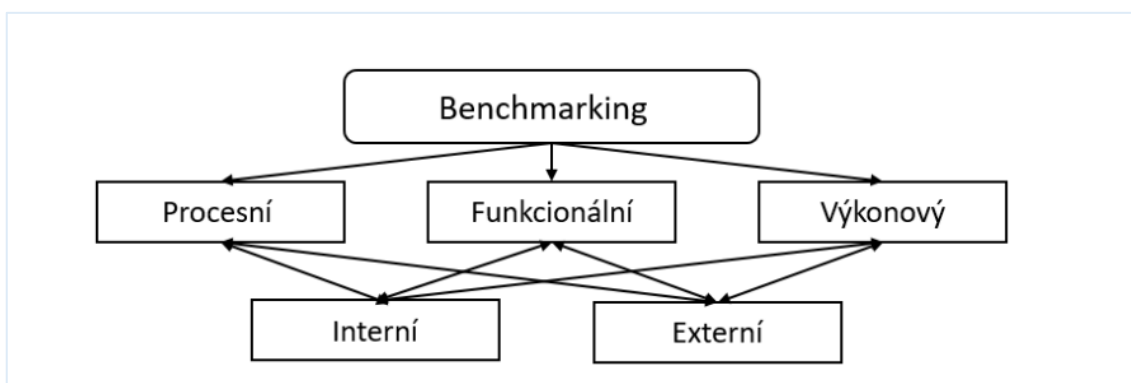 Benchmarking
Procesní
Funkcionální
Výkonový
Interní
Externí